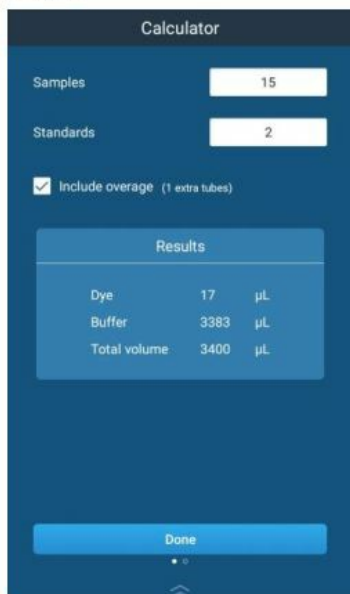 Calculator
Samples 15
Standards 2
Include overage (1 extra tubes)
Results
Dye 17 µL
Buffer 3383 µL
Total volume 3400 µL
Done